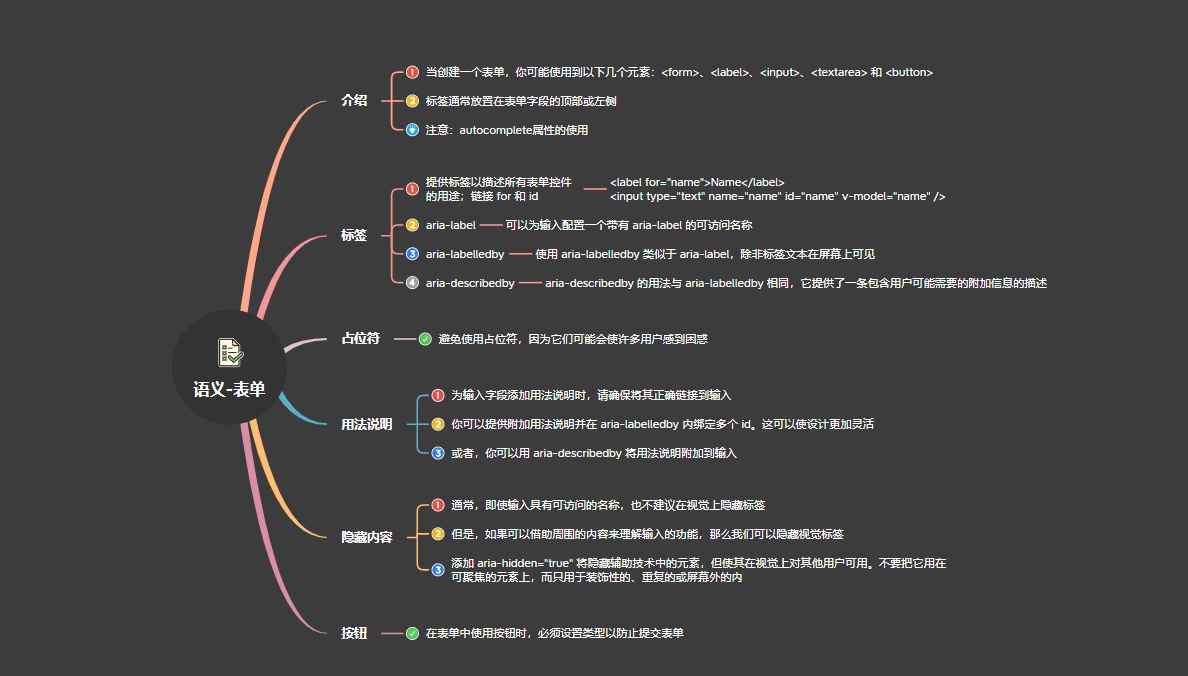 语义-表单
介绍
当创建一个表单，你可能使用到以下几个元素：<form>、<label>、<input>、<textarea> 和 <button>
标签通常放置在表单字段的顶部或左侧
注意：autocomplete属性的使用
标签
提供标签以描述所有表单控件
的用途；链接 for 和 id
<label for="name">Name</label>
<input type="text" name="name" id="name" v-model="name" />
aria-label
可以为输入配置一个带有 aria-label 的可访问名称
aria-labelledby
使用 aria-labelledby 类似于 aria-label，除非标签文本在屏幕上可见
aria-describedby
aria-describedby 的用法与 aria-labelledby 相同，它提供了一条包含用户可能需要的附加信息的描述
占位符
避免使用占位符，因为它们可能会使许多用户感到困惑
用法说明
为输入字段添加用法说明时，请确保将其正确链接到输入
你可以提供附加用法说明并在 aria-labelledby 内绑定多个 id。这可以使设计更加灵活
或者，你可以用 aria-describedby 将用法说明附加到输入
隐藏内容
通常，即使输入具有可访问的名称，也不建议在视觉上隐藏标签
但是，如果可以借助周围的内容来理解输入的功能，那么我们可以隐藏视觉标签
添加 aria-hidden="true" 将隐藏辅助技术中的元素，但使其在视觉上对其他用户可用。不要把它用在
可聚焦的元素上，而只用于装饰性的、重复的或屏幕外的内
按钮
在表单中使用按钮时，必须设置类型以防止提交表单